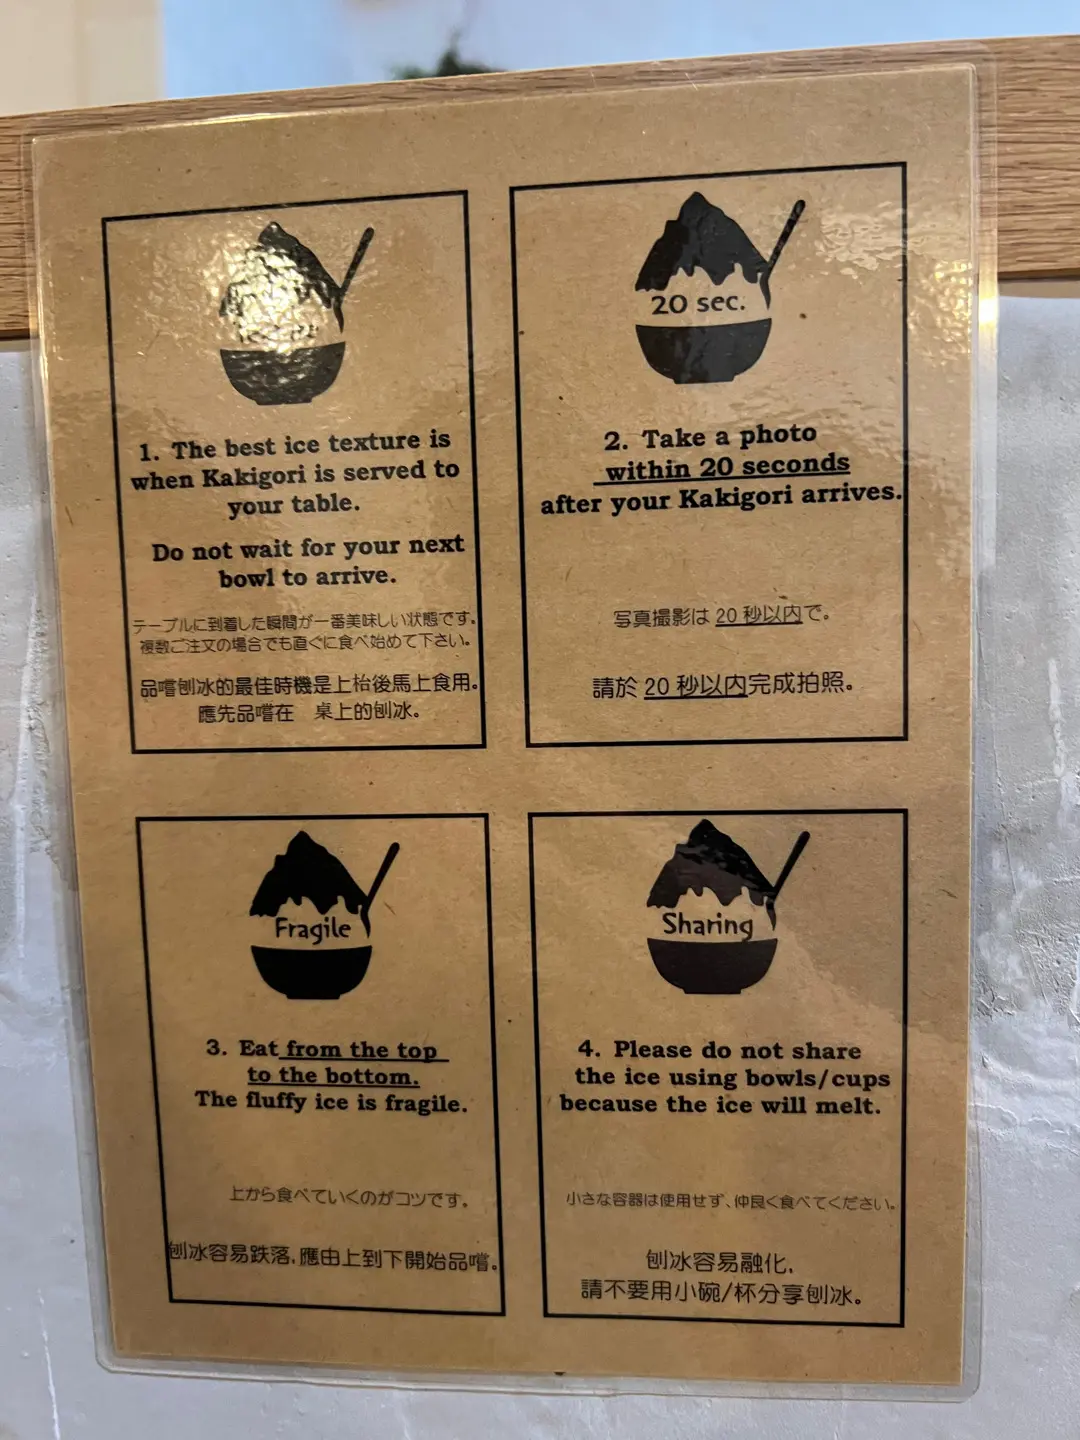 1. The best ice texture is
when Kakigori is served to
your table.
Do not wait for your next
bowl to arrive.
テーブルに到着した瞬間が一番美味しい状態です。
複数ご注文の場合でも直ぐに食べ始めて下さい。
品嚐刨冰的最佳時機是上枱後馬上食用。
應先品嚐在 桌上的刨冰。
20 sec.
2. Take a photo
within 20 seconds
after your Kakigori arrives.
写真撮影は 20 秒以内で。
請於 20 秒以内完成拍照。
Fragile
3. Eat from the top
to the bottom.
The fluffy ice is fragile.
上から食べていくのがコツです。
刨冰容易跌落,應由上到下開始品嚐。
Sharing
4. Please do not share
the ice using bowls/cups
because the ice will melt.
小さな容器は使用せず、仲良く食べてください。
刨冰容易融化,
請不要用小碗/杯分享刨冰。